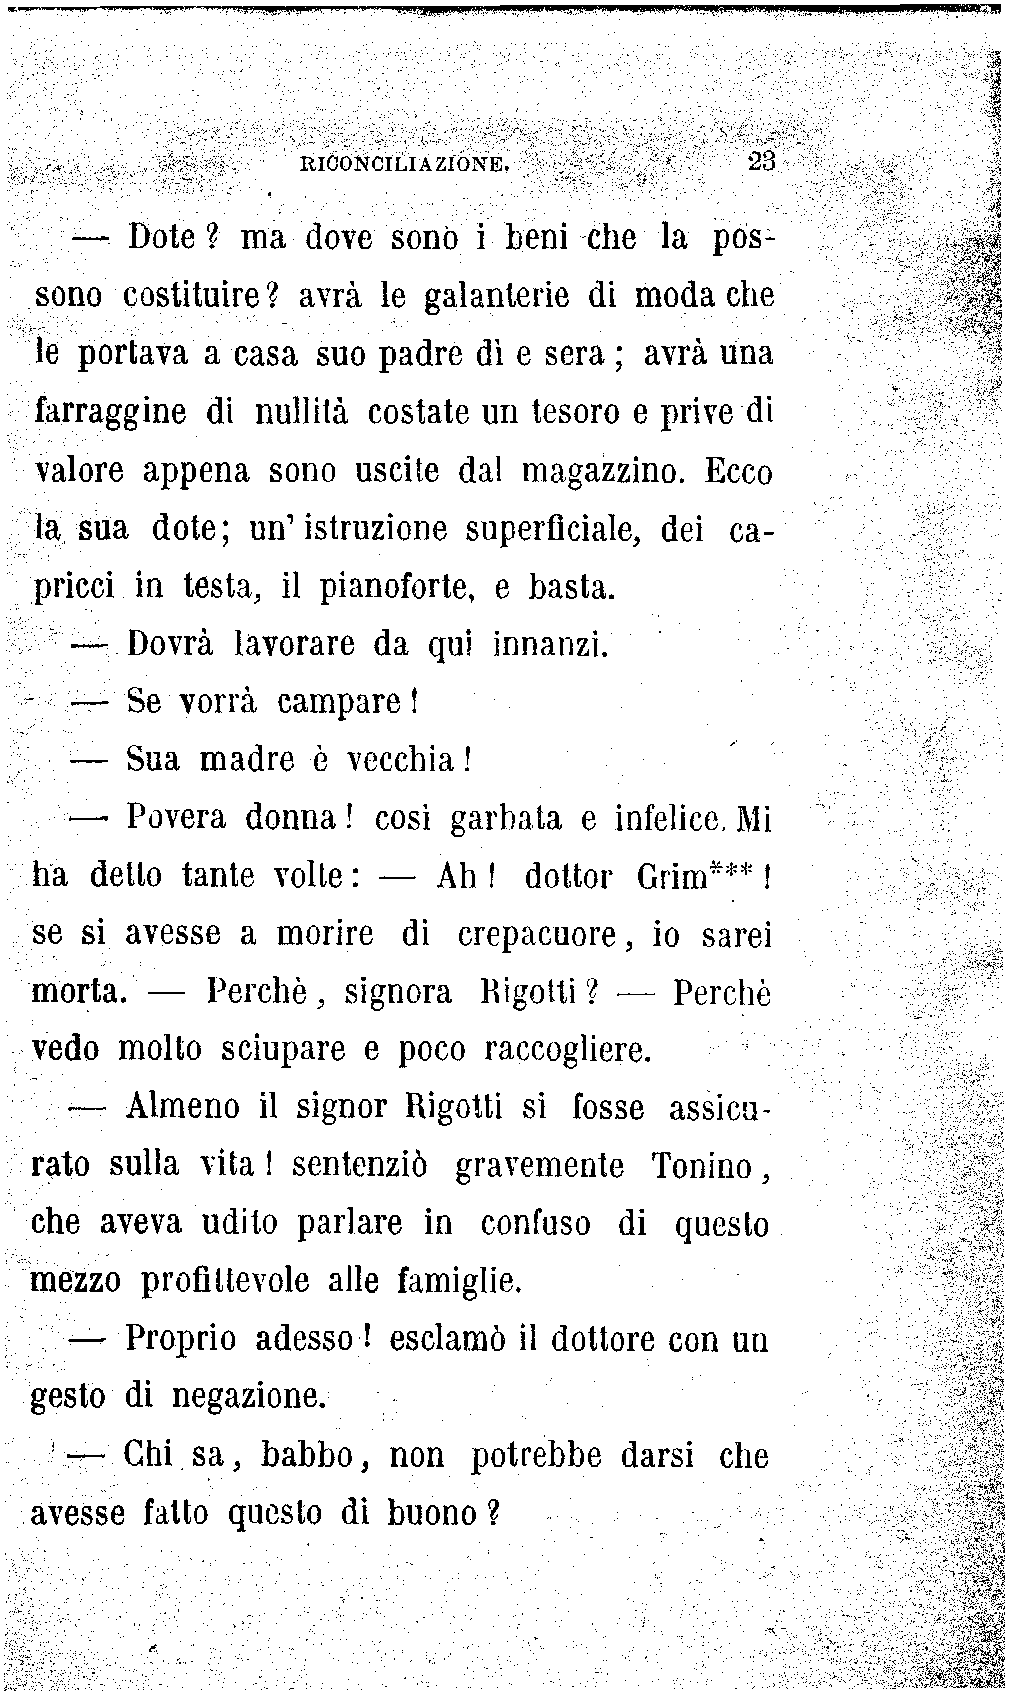 RICONCILIAZIONE. 23
— Dote ? ma dove sono i beni che la pos-
sono costituire? avrà le galanterie di moda che
le portava a casa suo padre dì e sera ; avrà una
farraggine di nullità costate un tesoro e prive di
valore appena sono uscite dal magazzino. Ecco
la sua dote; un' istruzione superficiale, dei ca-
pricci in testa, il pianoforte, e basta.
— Dovrà lavorare da qui innanzi.
— Se vorrà campare !
— Sua madre è vecchia !
— Povera donna ! così garbata e infelice. Mi
ha detto tante volte : — Ah ! dottor Grim*** !
se si avesse a morire di crepacuore, io sarei
morta. — Perchè, signora Rigotti ? — Perchè
vedo molto sciupare e poco raccogliere.
— Almeno il signor Rigotti si fosse assicu-
rato sulla vita ! sentenziò gravemente Tonino,
che aveva udito parlare in confuso di questo
mezzo profittevole alle famiglie.
— Proprio adesso ! esclamò il dottore con un
gesto di negazione.
— Chi sa, babbo, non potrebbe darsi che
avesse fatto questo di buono ?